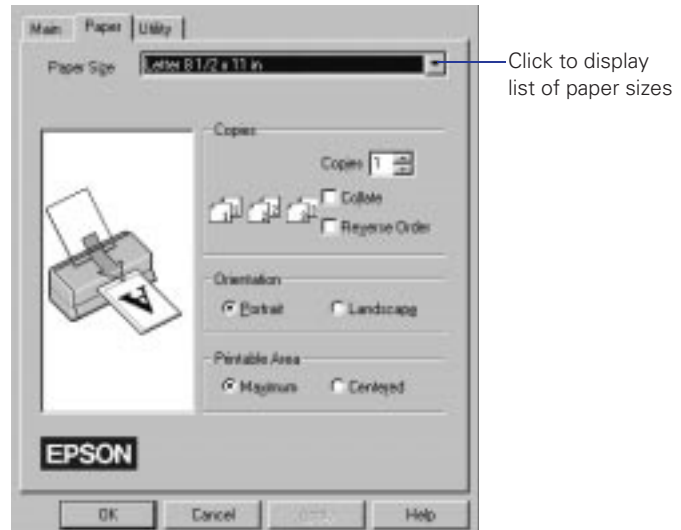 Main Paper Utility
Paper Size Letter 8 1/2 x 11 in
Click to display
list of paper sizes
Copies
Copies 1
Collate
Reverse Order
Orientation
Portrait Landscape
Printable Area
Maximum Centered
A
EPSON
OK Cancel Help